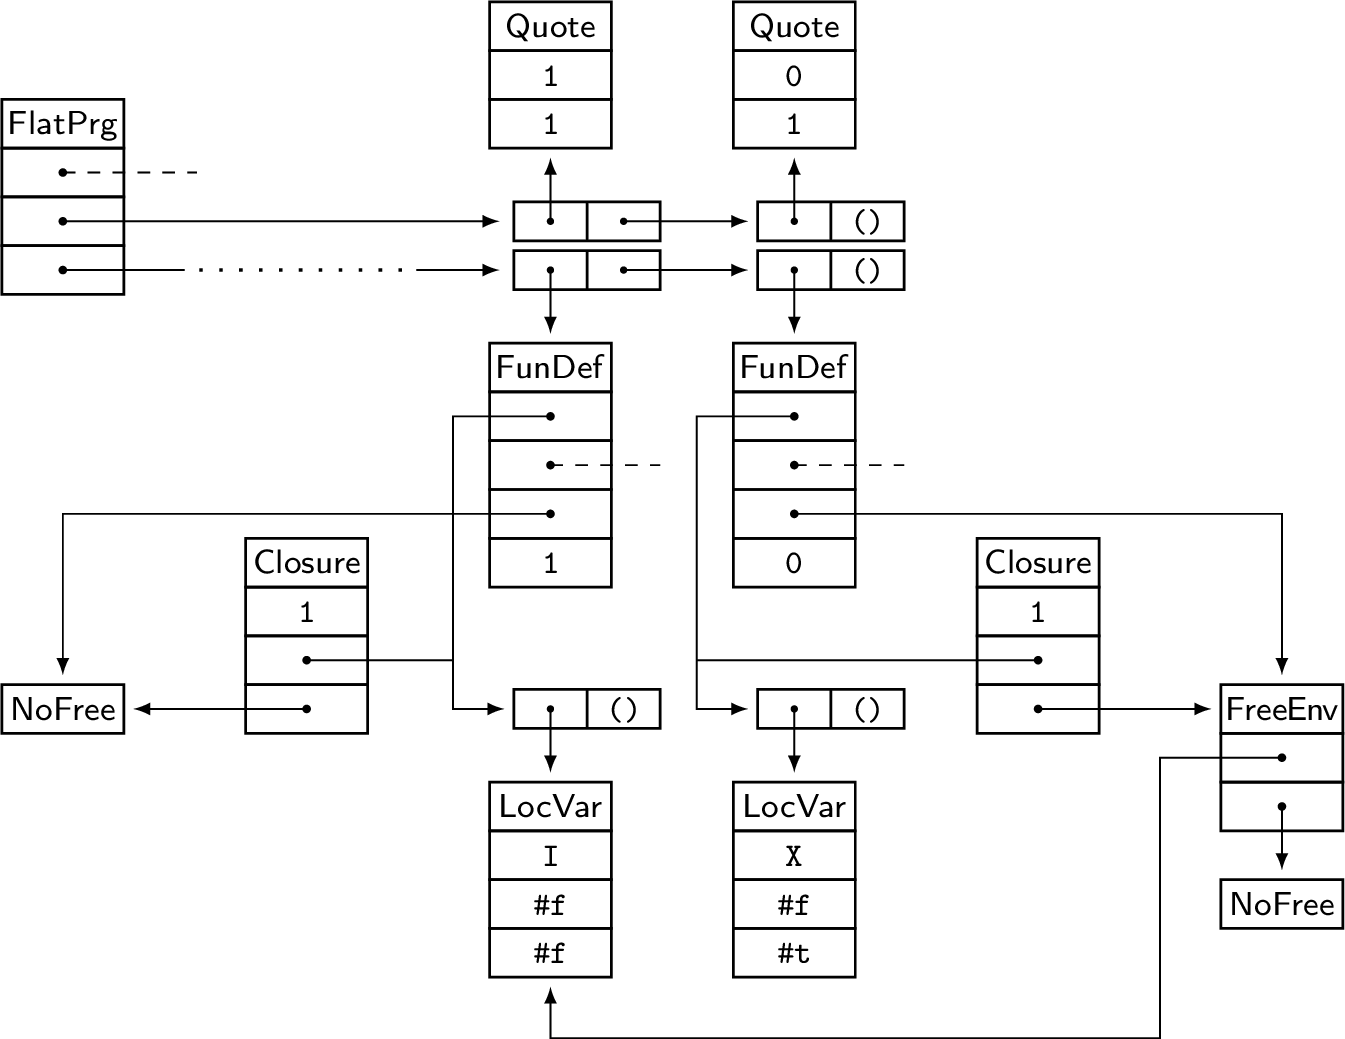 Quote Quote
1 0
FlatPrg 1 1
()
()
FunDef FunDef
Closure 1 0 Closure
1 1
NoFree () () FreeEnv
LocVar LocVar
I X
#f #f NoFree
#f #t